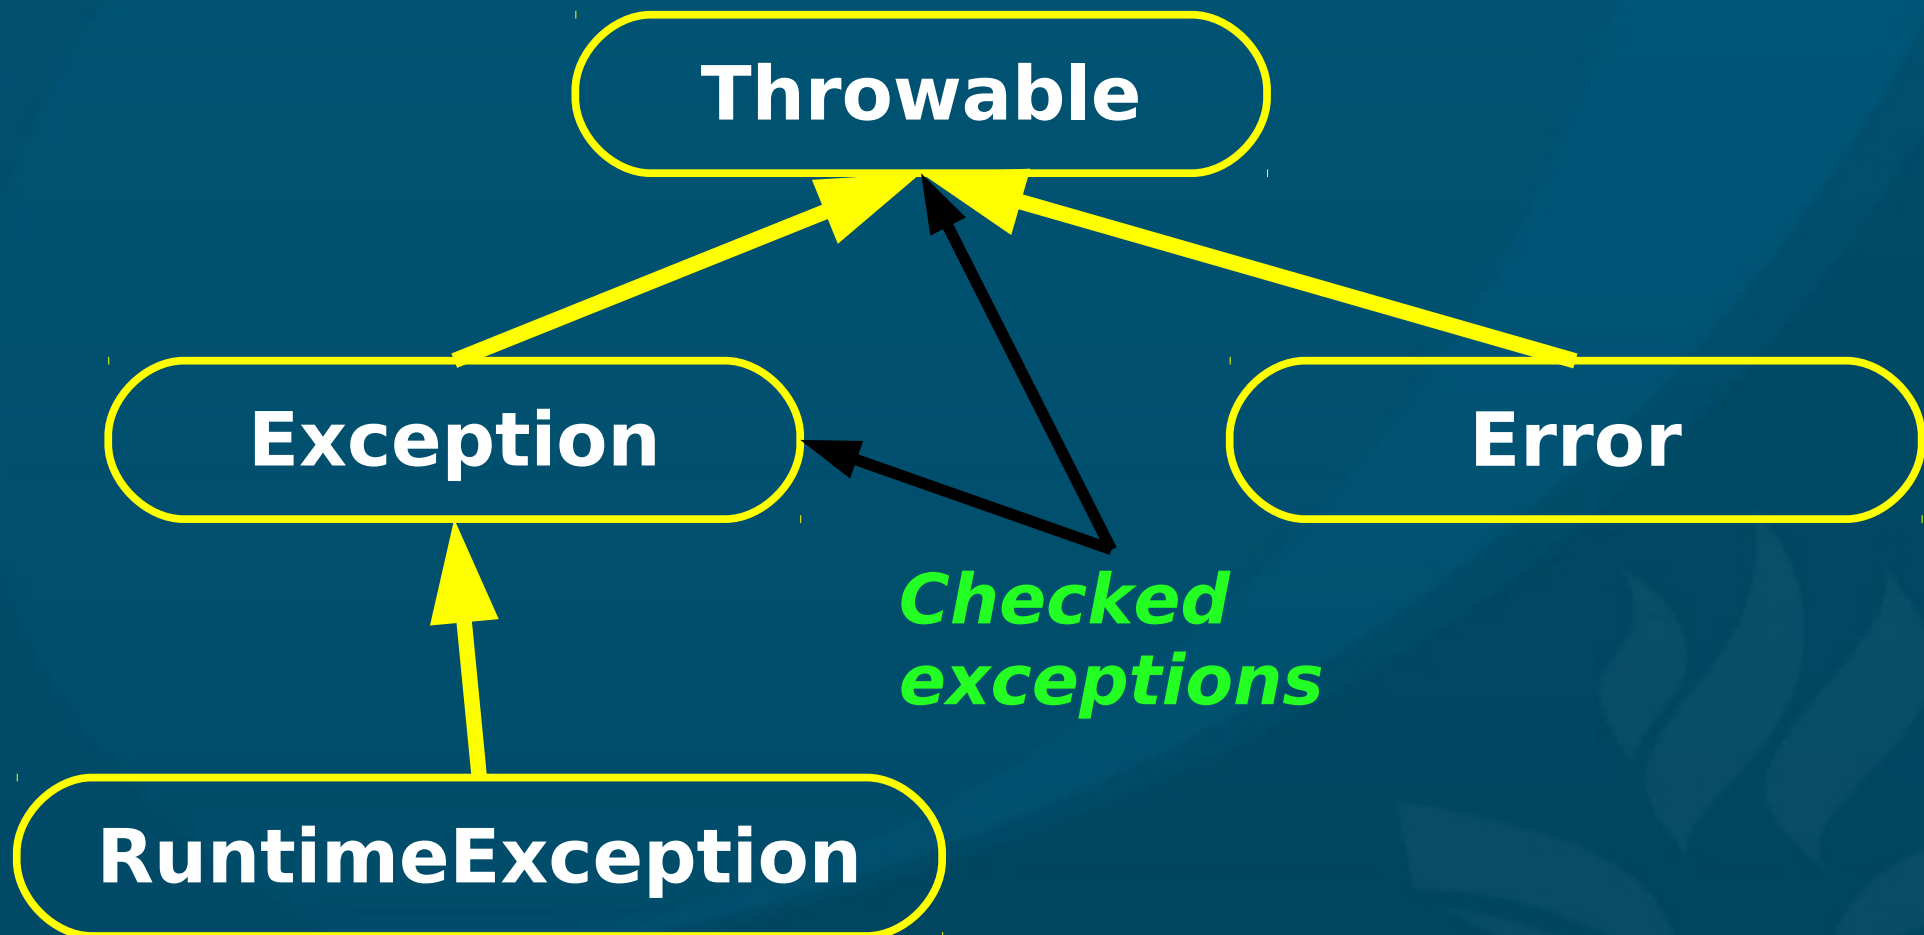 Throwable
Exception
Error
Checked
exceptions
RuntimeException